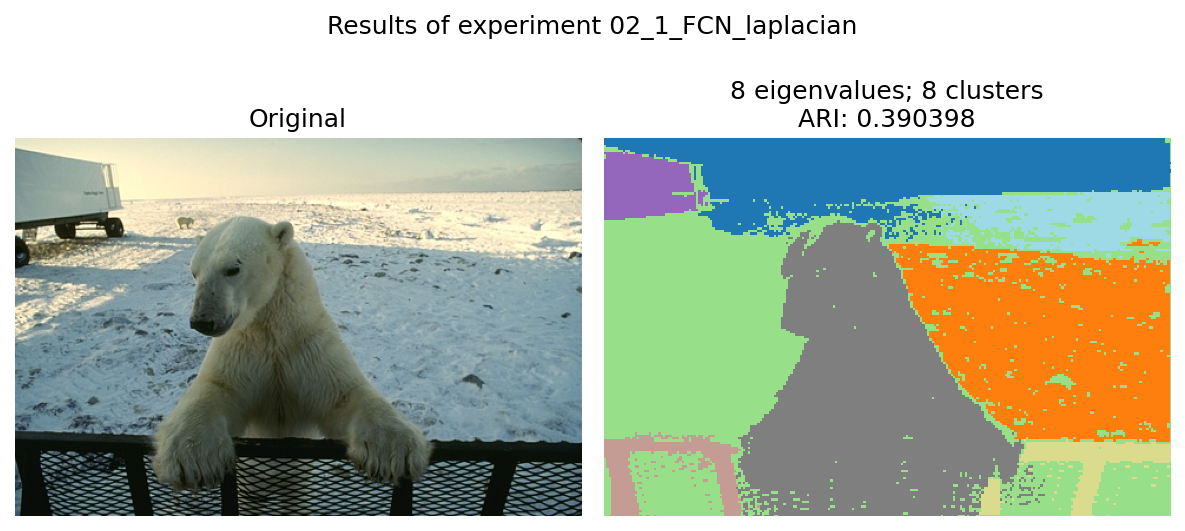 Results of experiment 02_1_FCN_laplacian
Original
8 eigenvalues; 8 clusters
ARI: 0.390398